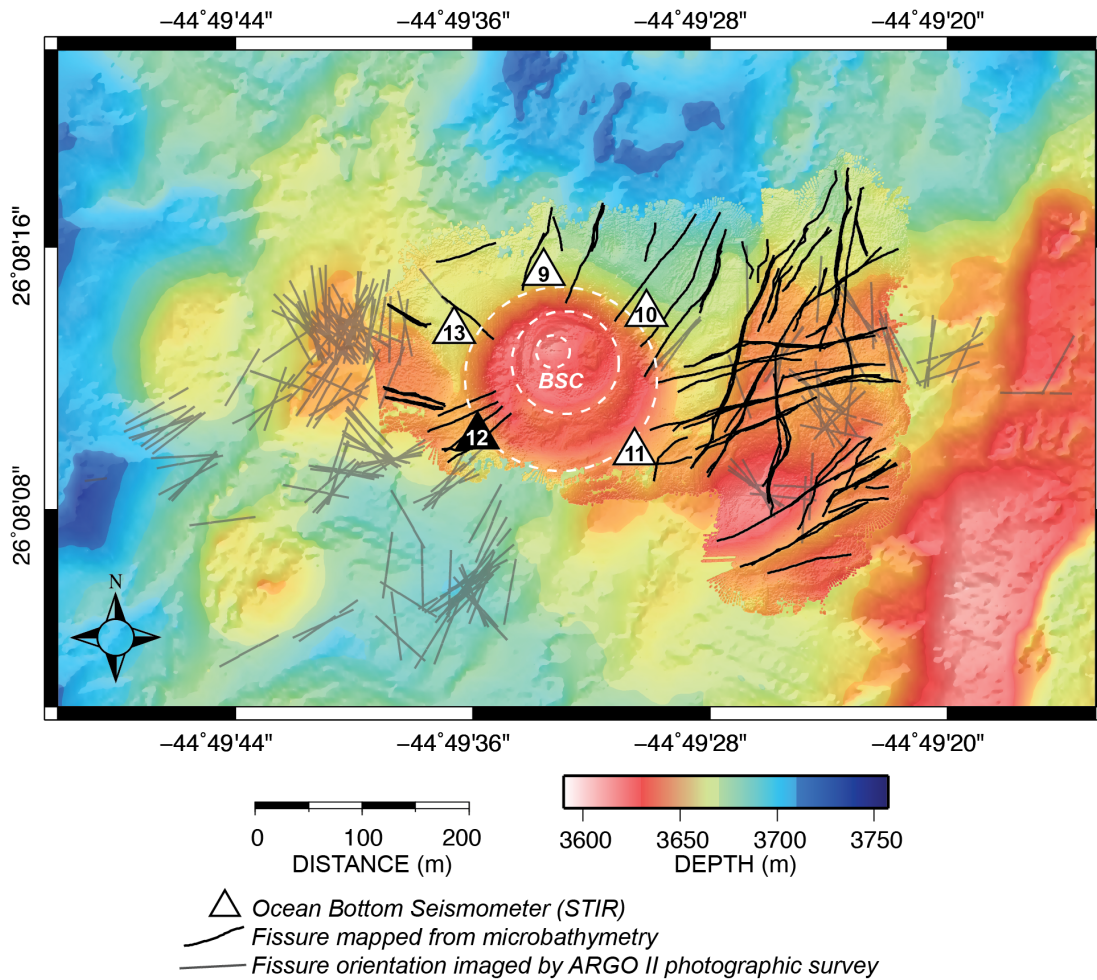 −44˚49'44" −44˚49'36" −44˚49'28" −44˚49'20"
26˚08'16"
9
10
13
BSC
12
11
26˚08'08"
N
−44˚49'44" −44˚49'36" −44˚49'28" −44˚49'20"
0 100 200
DISTANCE (m)
3600 3650 3700 3750
DEPTH (m)
Ocean Bottom Seismometer (STIR)
Fissure mapped from microbathymetry
Fissure orientation imaged by ARGO II photographic survey